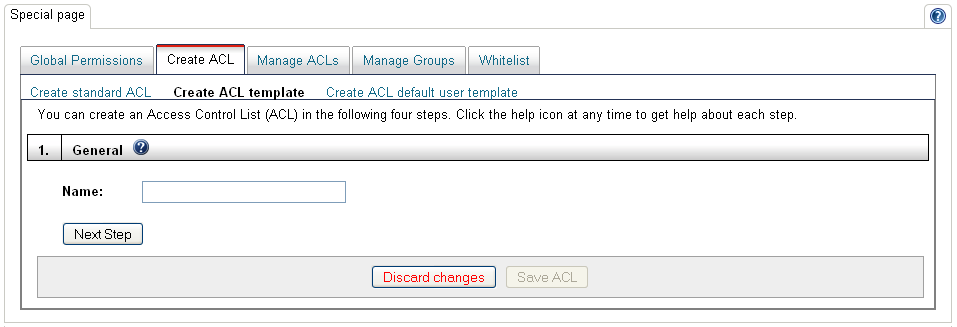 Special page
?
Global Permissions Create ACL Manage ACLs Manage Groups Whitelist
Create standard ACL Create ACL template Create ACL default user template
You can create an Access Control List (ACL) in the following four steps. Click the help icon at any time to get help about each step.
1. General ?
Name:
Next Step
Discard changes Save ACL